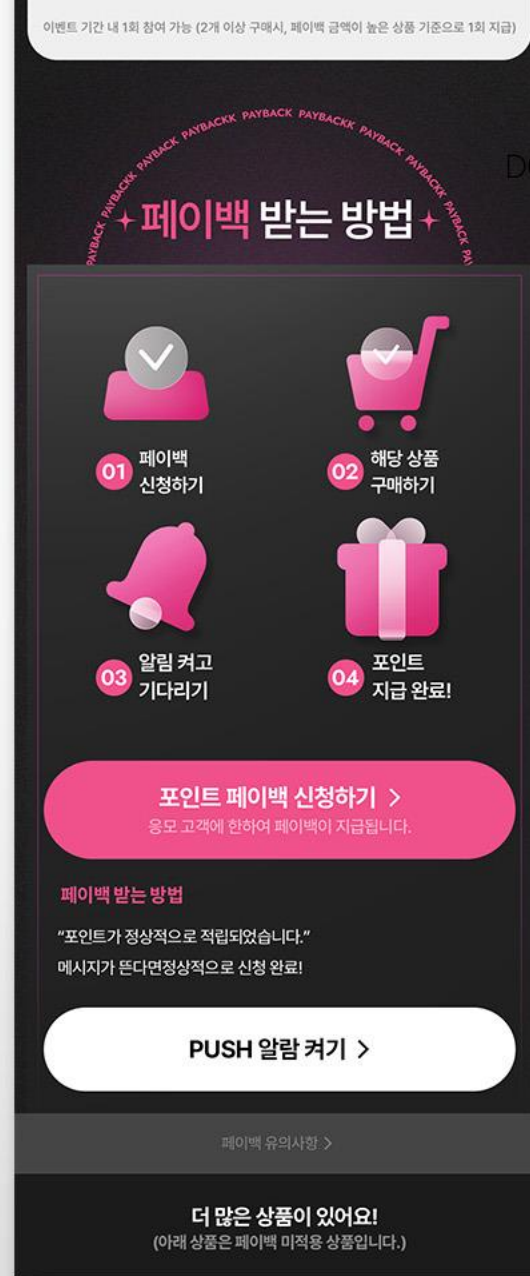 이벤트 기간 내 1회 참여 가능 (2개 이상 구매시, 페이백 금액이 높은 상품 기준으로 1회 지급)
PAYBACK PAYBACKK PAYBACKK PAYBACK PAYBACKK PAYBACK PAYBACKK PAYBACK PAY
페이백 받는 방법
01 페이백
신청하기
02 해당 상품
구매하기
03 알림 켜고
기다리기
04 포인트
지급 완료!
포인트 페이백 신청하기 >
응모 고객에 한하여 페이백이 지급됩니다.
페이백 받는 방법
“포인트가 정상적으로 적립되었습니다.”
메시지가 뜬다면정상적으로 신청 완료!
PUSH 알람 켜기 >
페이백 유의사항 >
더 많은 상품이 있어요!
(아래 상품은 페이백 미적용 상품입니다.)